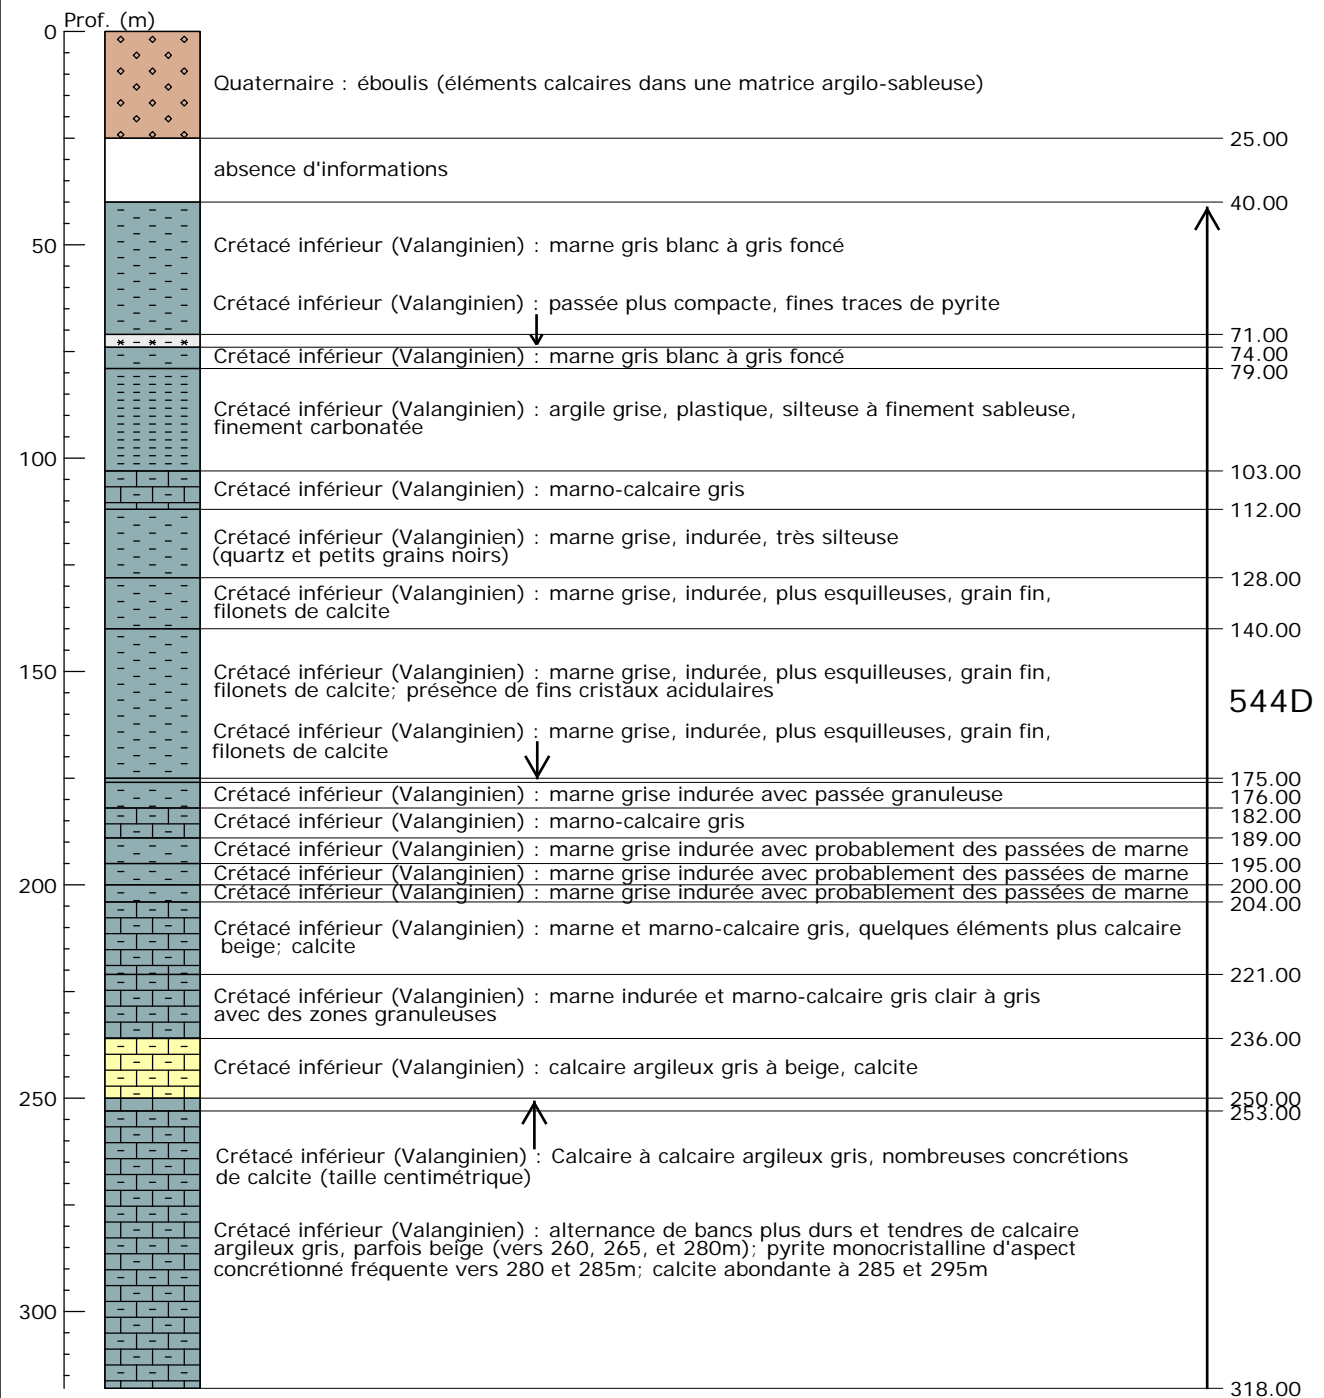 Prof. (m)
0
Quaternaire : éboulis (éléments calcaires dans une matrice argilo-sableuse)
25.00
absence d'informations
40.00
50
Crétacé inférieur (Valanginien) : marne gris blanc à gris foncé
Crétacé inférieur (Valanginien) : passée plus compacte, fines traces de pyrite
71.00
74.00
Crétacé inférieur (Valanginien) : marne gris blanc à gris foncé
79.00
Crétacé inférieur (Valanginien) : argile grise, plastique, silteuse à finement sableuse,
finement carbonatée
100
103.00
Crétacé inférieur (Valanginien) : marno-calcaire gris
112.00
Crétacé inférieur (Valanginien) : marne grise, indurée, très silteuse
(quartz et petits grains noirs)
128.00
Crétacé inférieur (Valanginien) : marne grise, indurée, plus esquilleuses, grain fin,
filonets de calcite
140.00
150
Crétacé inférieur (Valanginien) : marne grise, indurée, plus esquilleuses, grain fin,
filonets de calcite; présence de fins cristaux acidulaires
544D
Crétacé inférieur (Valanginien) : marne grise, indurée, plus esquilleuses, grain fin,
filonets de calcite
175.00
Crétacé inférieur (Valanginien) : marne grise indurée avec passée granuleuse
176.00
182.00
Crétacé inférieur (Valanginien) : marno-calcaire gris
189.00
Crétacé inférieur (Valanginien) : marne grise indurée avec probablement des passées de marne
195.00
Crétacé inférieur (Valanginien) : marne grise indurée avec probablement des passées de marne
200
200.00
Crétacé inférieur (Valanginien) : marne grise indurée avec probablement des passées de marne
204.00
Crétacé inférieur (Valanginien) : marne et marno-calcaire gris, quelques éléments plus calcaire
beige; calcite
221.00
Crétacé inférieur (Valanginien) : marne indurée et marno-calcaire gris clair à gris
avec des zones granuleuses
236.00
Crétacé inférieur (Valanginien) : calcaire argileux gris à beige, calcite
250
250.00
253.00
Crétacé inférieur (Valanginien) : Calcaire à calcaire argileux gris, nombreuses concrétions
de calcite (taille centimétrique)
Crétacé inférieur (Valanginien) : alternance de bancs plus durs et tendres de calcaire
argileux gris, parfois beige (vers 260, 265, et 280m); pyrite monocristalline d'aspect
concrétionné fréquente vers 280 et 285m; calcite abondante à 285 et 295m
300
318.00